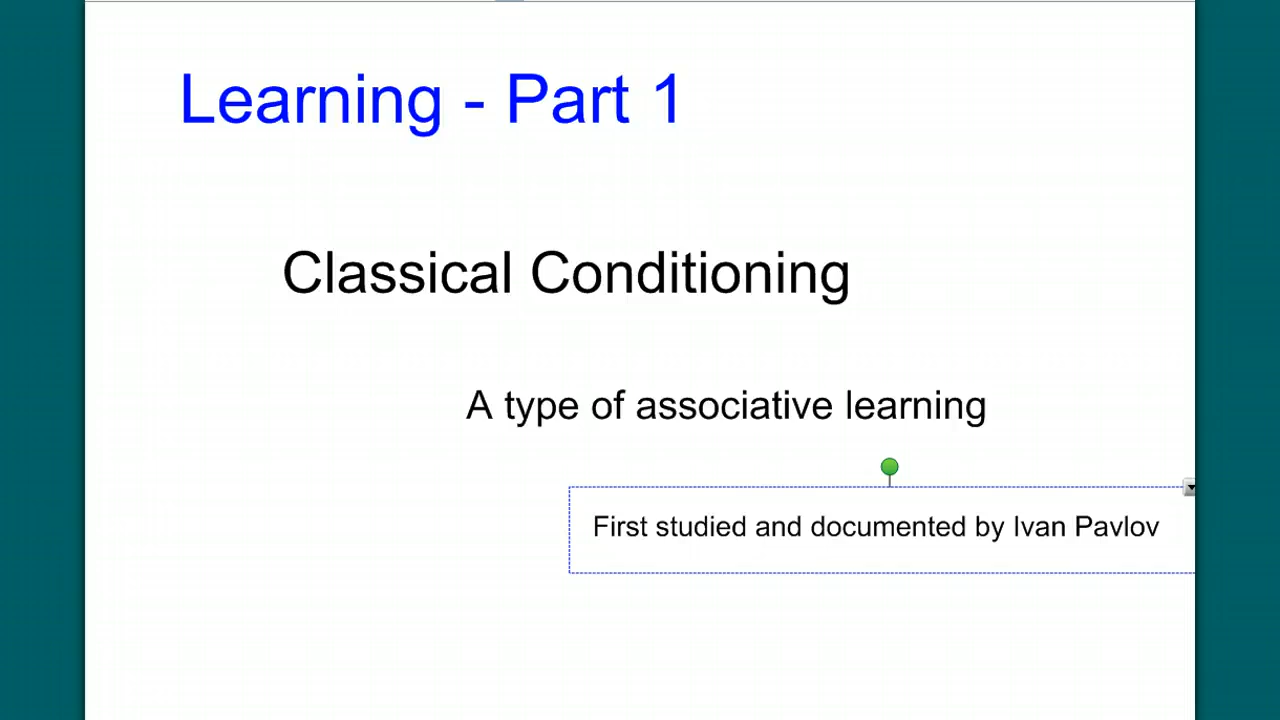 Learning - Part 1
Classical Conditioning
A type of associative learning
First studied and documented by Ivan Pavlov